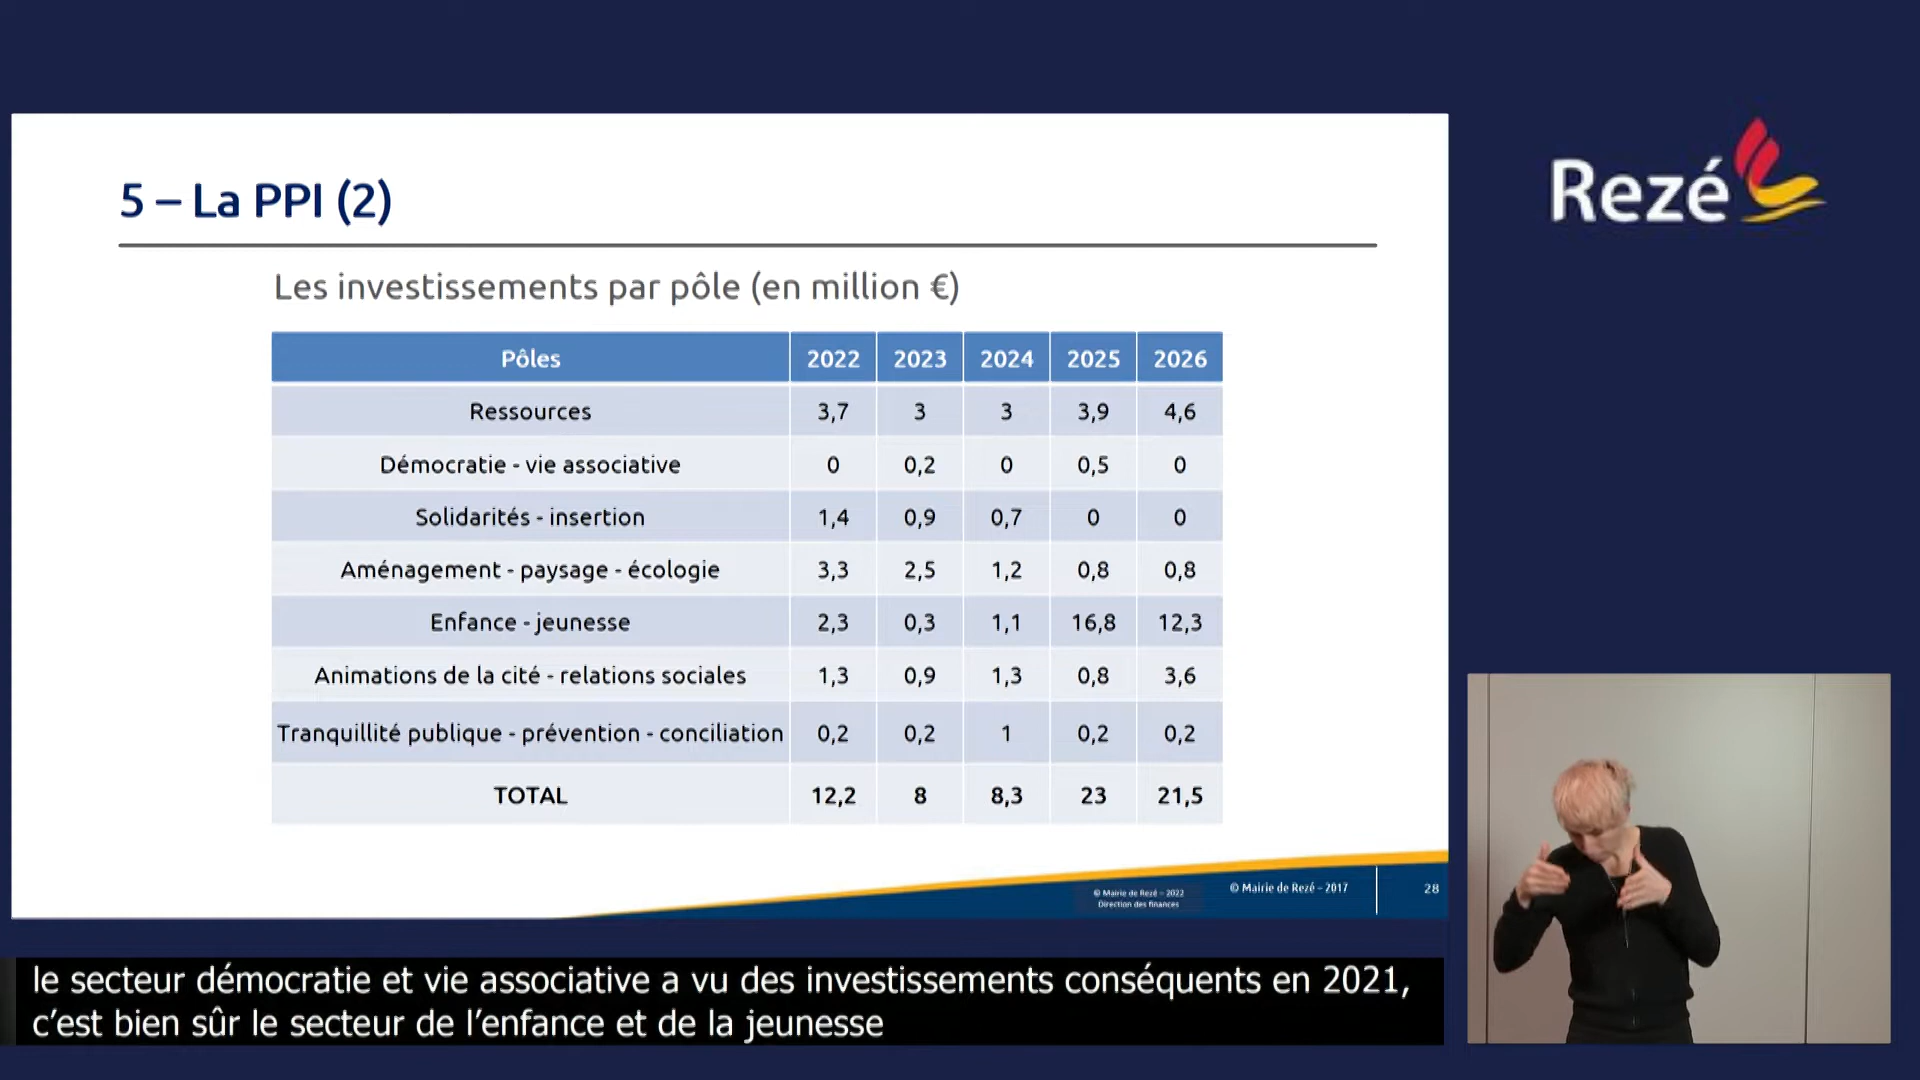 Rezé
5 – La PPI (2)
Les investissements par pôle (en million €)
Pôles 2022 2023 2024 2025 2026
Ressources 3,7 3 3 3,9 4,6
Démocratie - vie associative 0 0,2 0 0,5 0
Solidarités - insertion 1,4 0,9 0,7 0 0
Aménagement - paysage - écologie 3,3 2,5 1,2 0,8 0,8
Enfance - jeunesse 2,3 0,3 1,1 16,8 12,3
Animations de la cité - relations sociales 1,3 0,9 1,3 0,8 3,6
Tranquillité publique - prévention - conciliation 0,2 0,2 1 0,2 0,2
TOTAL 12,2 8 8,3 23 21,5
© Mairie de Rezé – 2022
Direction des finances
© Mairie de Rezé – 2017
28
le secteur démocratie et vie associative a vu des investissements conséquents en 2021,
c’est bien sûr le secteur de l’enfance et de la jeunesse